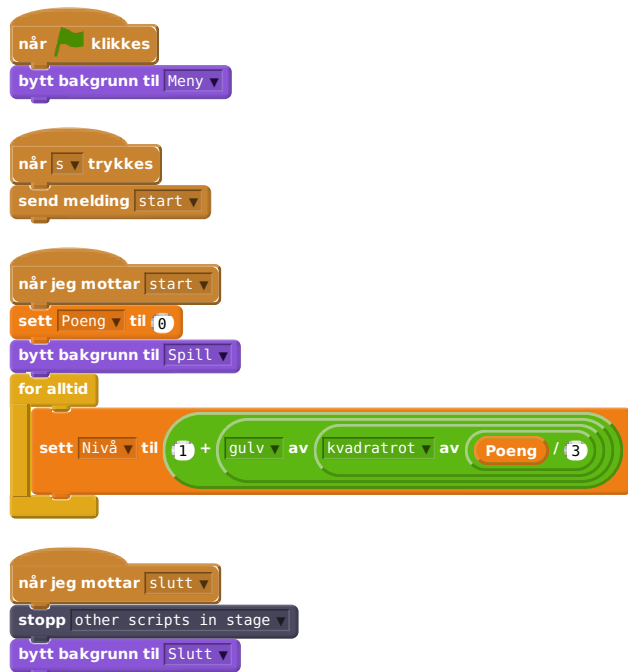 når klikkes
bytt bakgrunn til Meny ▼
når s ▼ trykkes
send melding start ▼
når jeg mottar start ▼
sett Poeng ▼ til 0
bytt bakgrunn til Spill ▼
for alltid
sett Nivå ▼ til 1 + gulv ▼ av kvadratrot ▼ av Poeng / 3
når jeg mottar slutt ▼
stopp other scripts in stage ▼
bytt bakgrunn til Slutt ▼